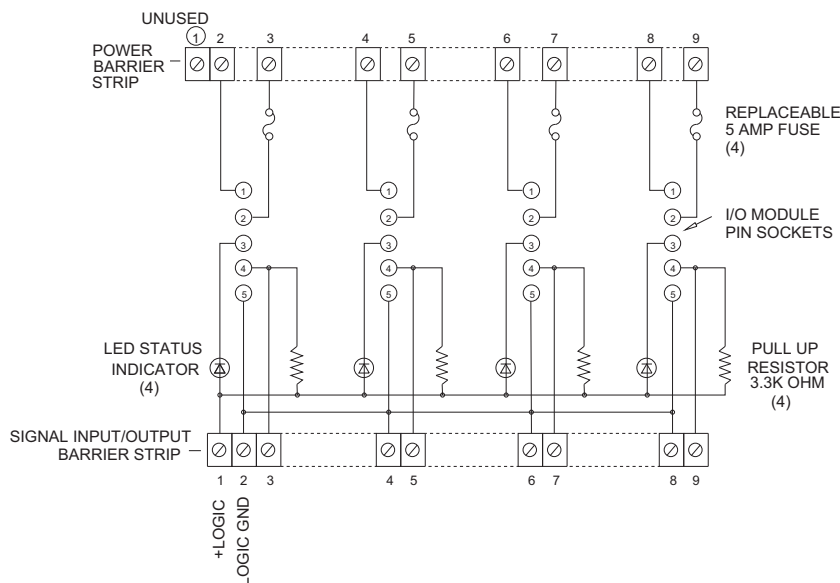 UNUSED
1 2 3 4 5 6 7 8 9
POWER
BARRIER
STRIP
REPLACEABLE
5 AMP FUSE
(4)
1 1 1 1
2 2 2 2
I/O MODULE
PIN SOCKETS
3 3 3 3
4 4 4 4
5 5 5 5
LED STATUS
INDICATOR
(4)
PULL UP
RESISTOR
3.3K OHM
(4)
SIGNAL INPUT/OUTPUT
BARRIER STRIP
1 2 3 4 5 6 7 8 9
+LOGIC
LOGIC GND